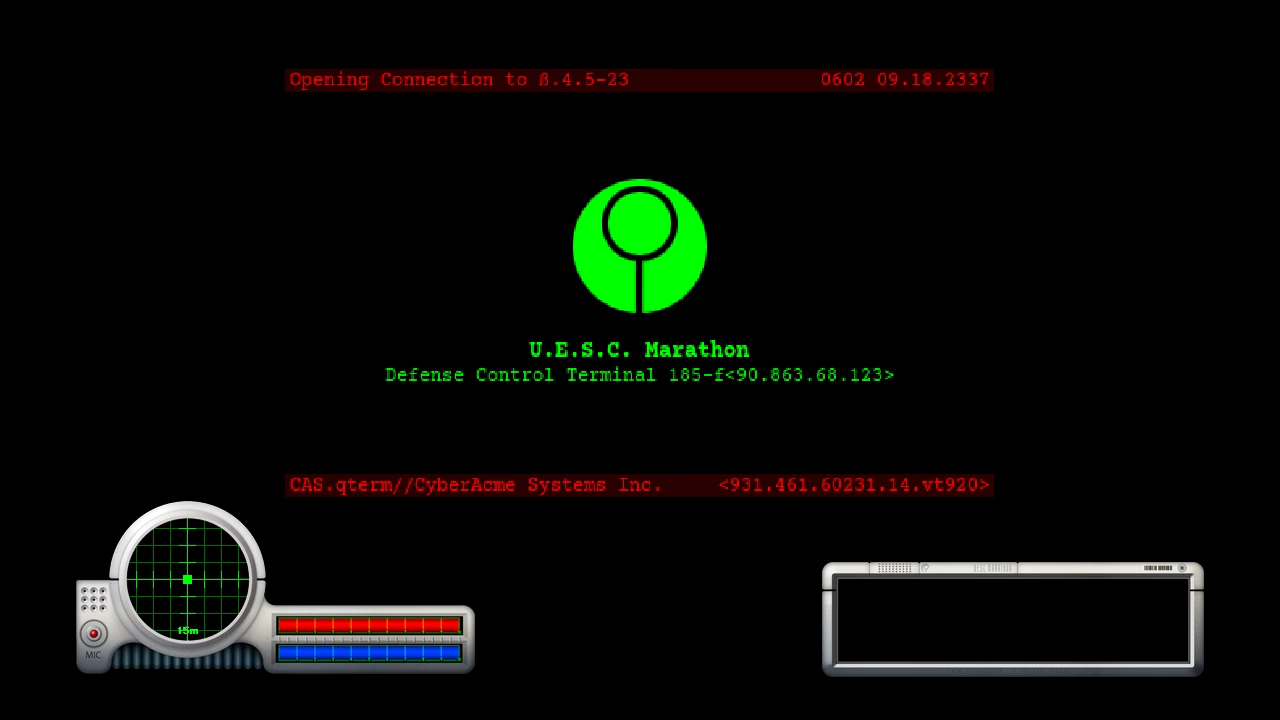 Opening Connection to ß.4.5-23 0602 09.18.2337
U.E.S.C. Marathon
Defense Control Terminal 185-f<90.863.68.123>
CAS.qterm//CyberAcme Systems Inc. <931.461.60231.14.vt920>
15m
MIC